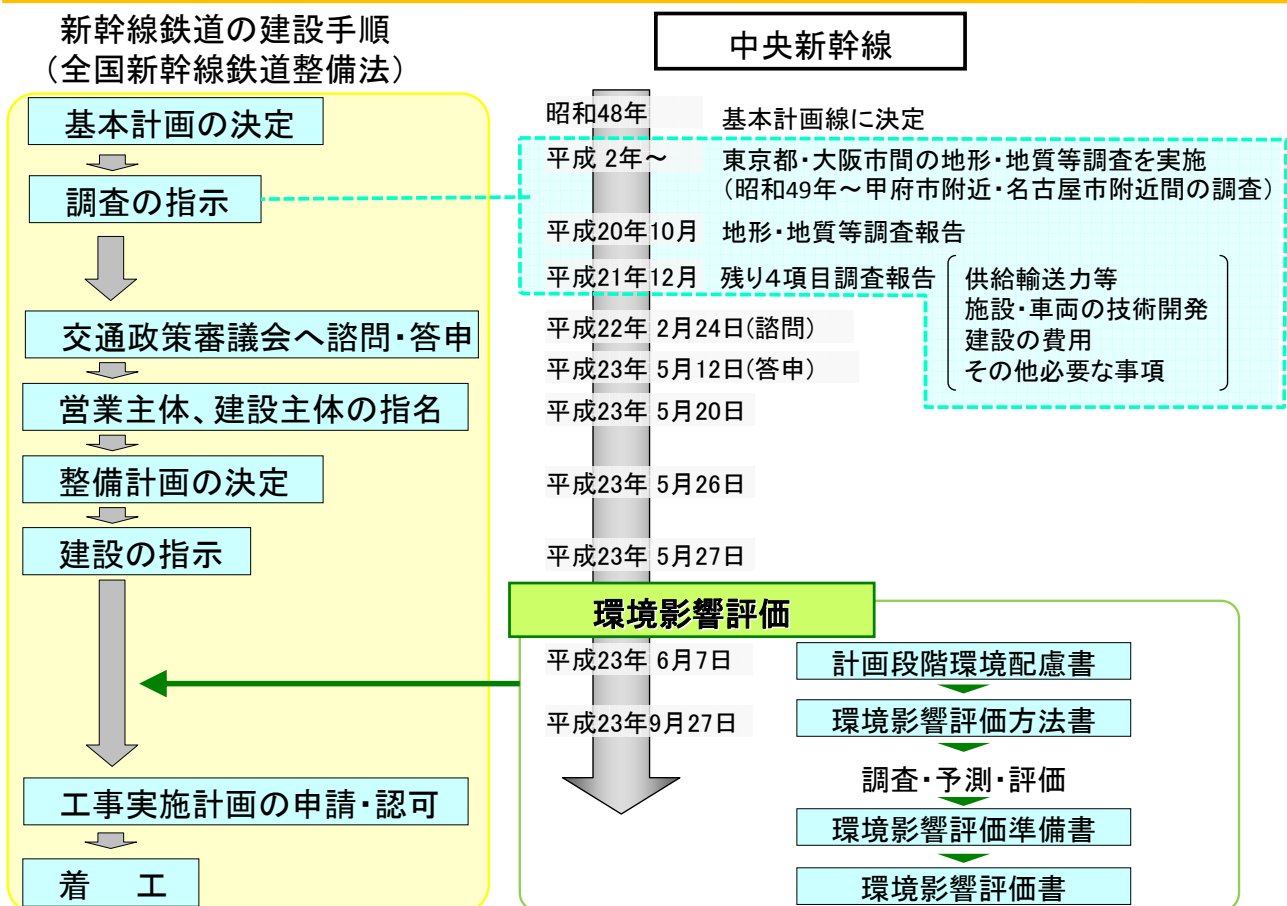 新幹線鉄道の建設手順
（全国新幹線鉄道整備法）
基本計画の決定
調査の指示
交通政策審議会へ諮問・答申
営業主体、建設主体の指名
整備計画の決定
建設の指示
工事実施計画の申請・認可
着　工
中央新幹線
昭和48年　基本計画線に決定
平成 2年～　東京都・大阪市間の地形・地質等調査を実施
（昭和49年～甲府市附近・名古屋市附近間の調査）
平成20年10月　地形・地質等調査報告
平成21年12月　残り４項目調査報告
供給輸送力等
施設・車両の技術開発
建設の費用
その他必要な事項
平成22年 2月24日(諮問)
平成23年 5月12日(答申)
平成23年 5月20日
平成23年 5月26日
平成23年 5月27日
環境影響評価
平成23年 6月7日　計画段階環境配慮書
平成23年9月27日　環境影響評価方法書
調査・予測・評価
環境影響評価準備書
環境影響評価書